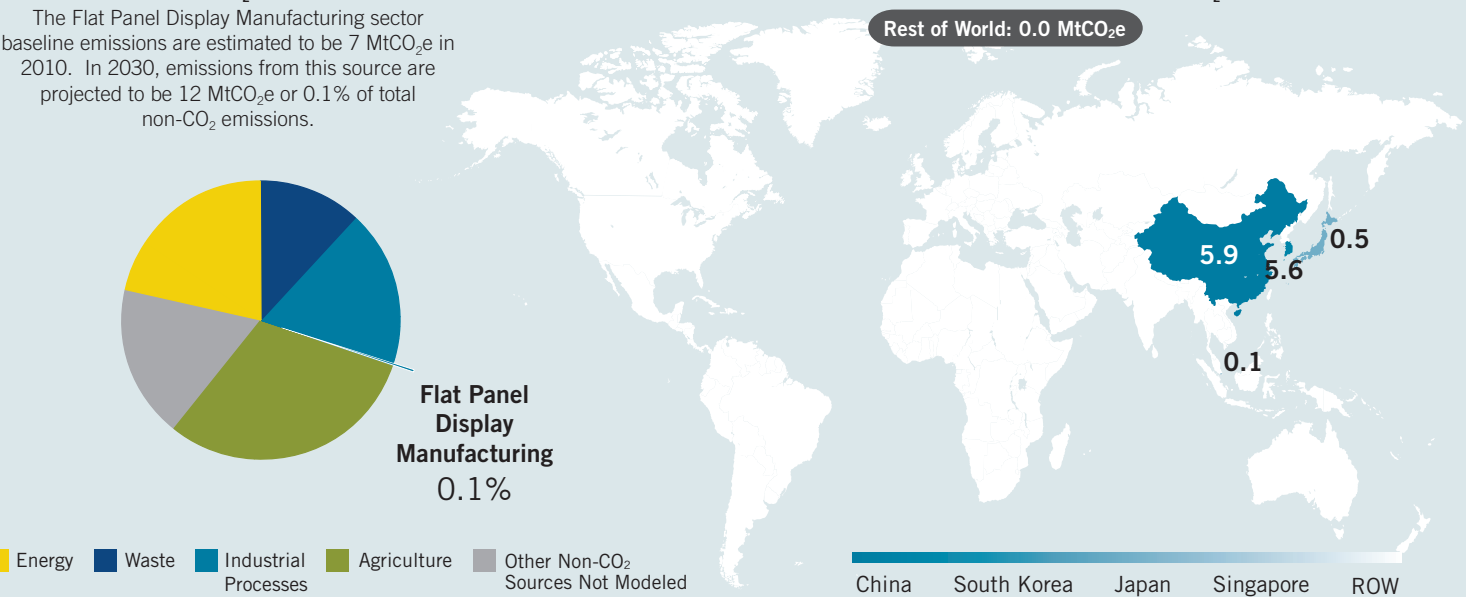 The Flat Panel Display Manufacturing sector
baseline emissions are estimated to be 7 MtCO₂e in
2010. In 2030, emissions from this source are
projected to be 12 MtCO₂e or 0.1% of total
non-CO₂ emissions.
Flat Panel
Display
Manufacturing
0.1%
Energy
Waste
Industrial
Processes
Agriculture
Other Non-CO₂
Sources Not Modeled
Rest of World: 0.0 MtCO₂e
5.9
5.6
0.5
0.1
China
South Korea
Japan
Singapore
ROW